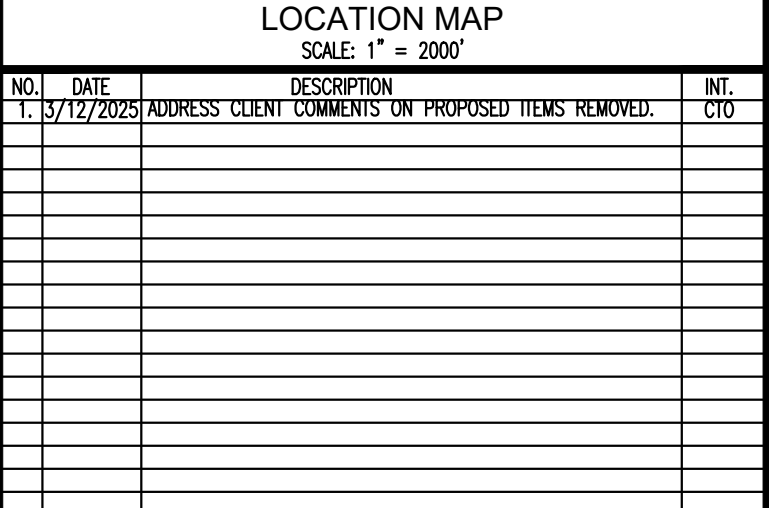 LOCATION MAP
SCALE: 1" = 2000'
NO. DATE DESCRIPTION INT.
1. 3/12/2025 ADDRESS CLIENT COMMENTS ON PROPOSED ITEMS REMOVED. CTO